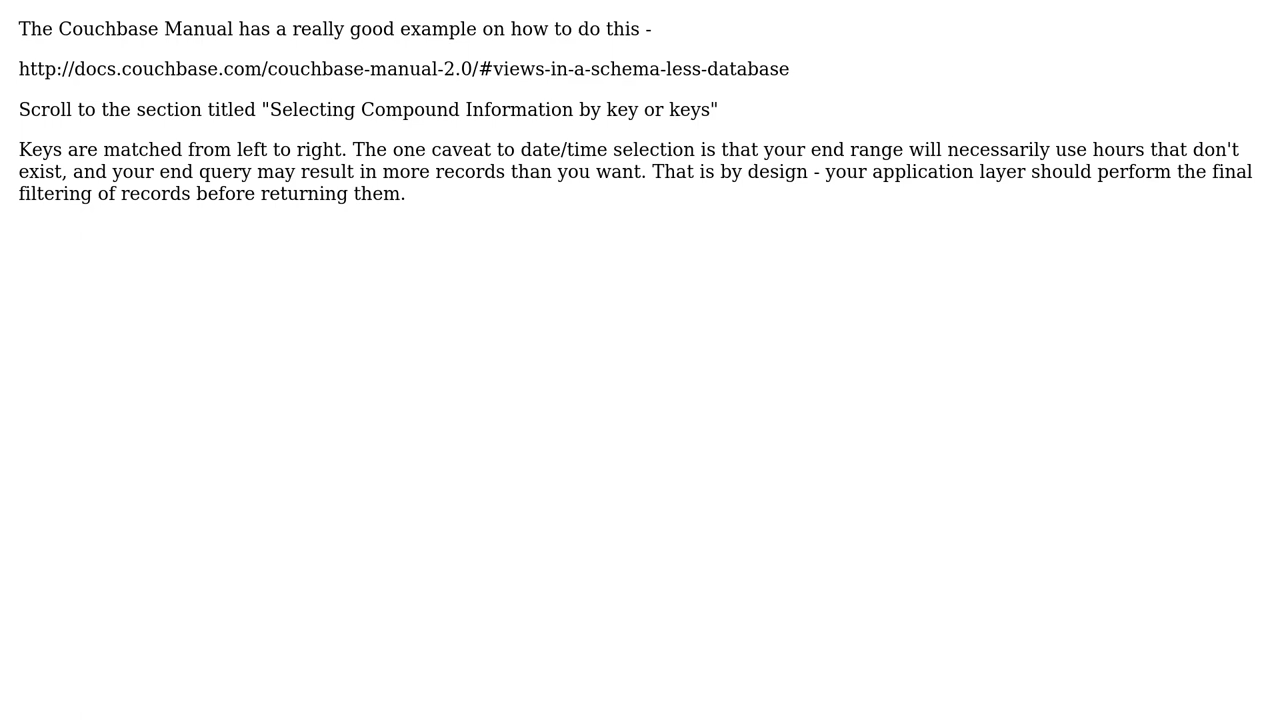 The Couchbase Manual has a really good example on how to do this -
http://docs.couchbase.com/couchbase-manual-2.0/#views-in-a-schema-less-database
Scroll to the section titled "Selecting Compound Information by key or keys"
Keys are matched from left to right. The one caveat to date/time selection is that your end range will necessarily use hours that don't
exist, and your end query may result in more records than you want. That is by design - your application layer should perform the final
filtering of records before returning them.